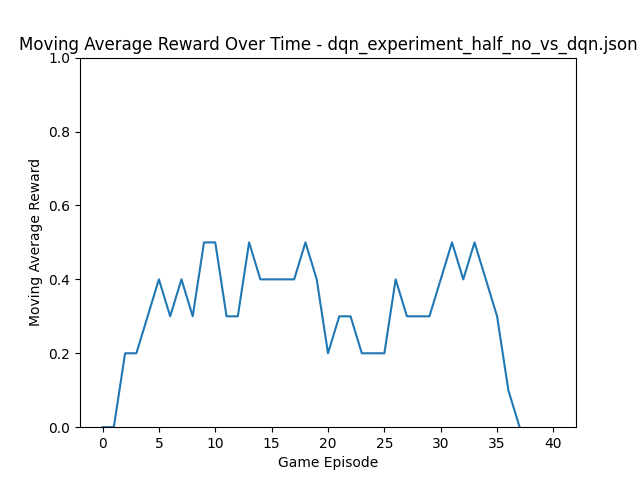 Moving Average Reward Over Time - dqn_experiment_half_no_vs_dqn.json
1.0
0.8
0.6
0.4
0.2
0.0
Moving Average Reward
0 5 10 15 20 25 30 35 40
Game Episode